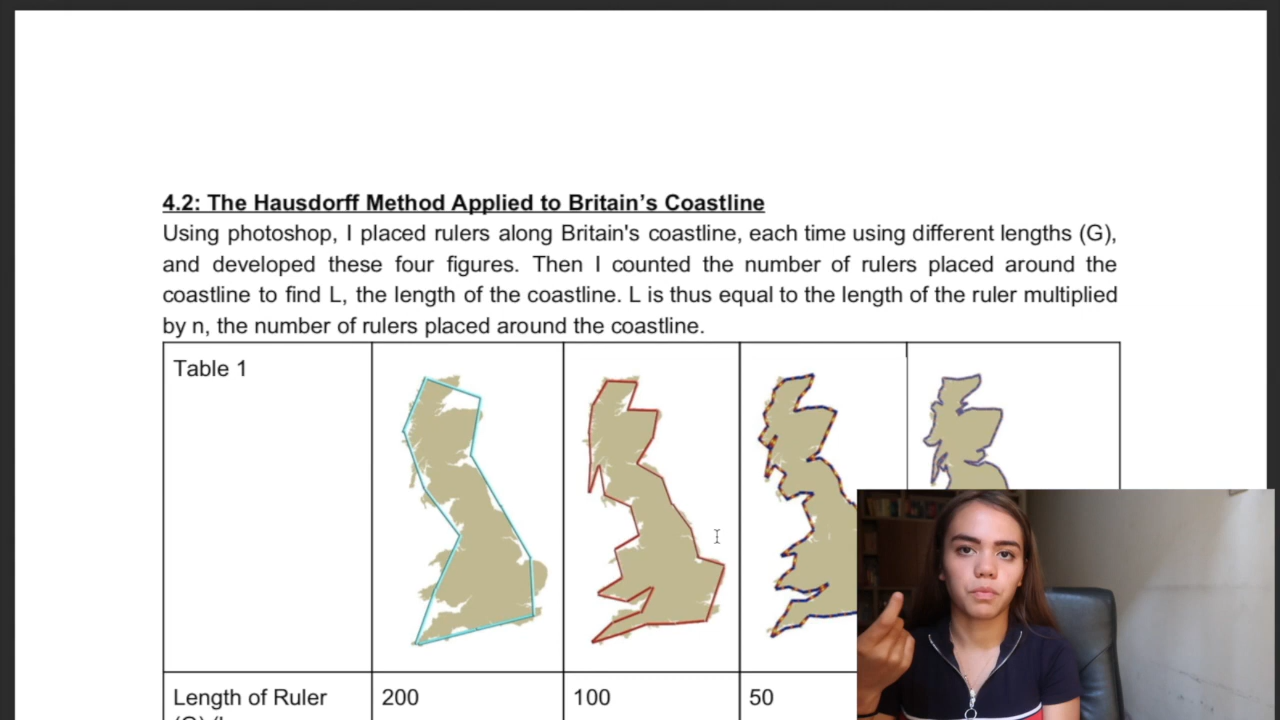 4.2: The Hausdorff Method Applied to Britain's Coastline
Using photoshop, I placed rulers along Britain's coastline, each time using different lengths (G),
and developed these four figures. Then I counted the number of rulers placed around the
coastline to find L, the length of the coastline. L is thus equal to the length of the ruler multiplied
by n, the number of rulers placed around the coastline.
Table 1
Length of Ruler 200 100 50